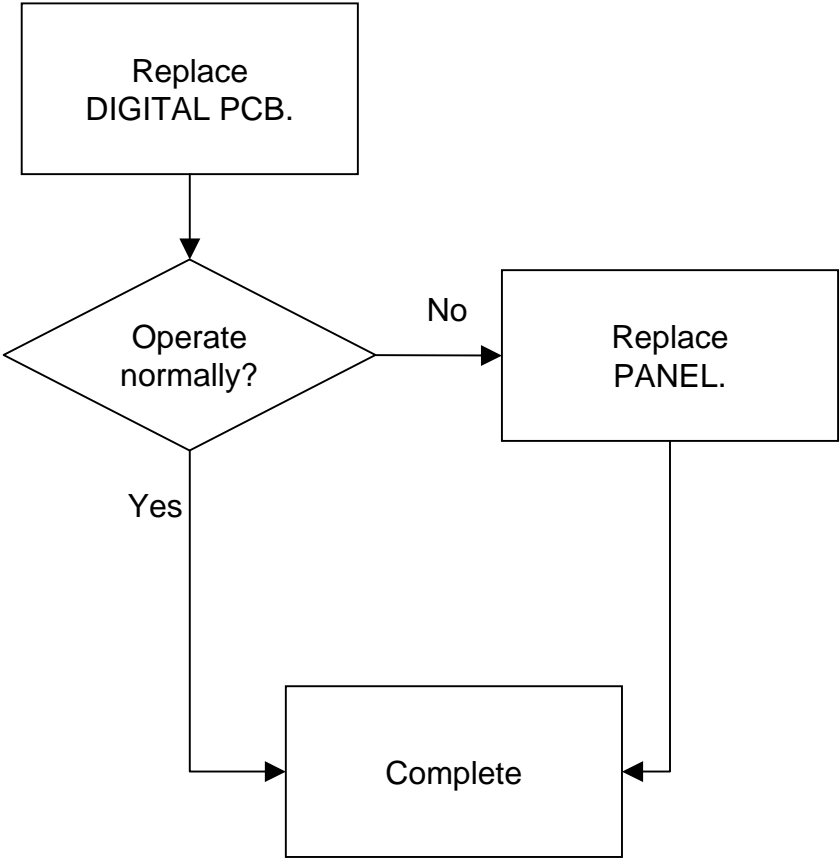 Replace
DIGITAL PCB.
Operate
normally?
No
Replace
PANEL.
Yes
Complete